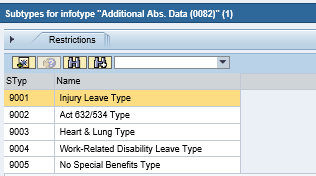 Subtypes for infotype "Additional Abs. Data (0082)" (1)
Restrictions
STyp Name
9001 Injury Leave Type
9002 Act 632/534 Type
9003 Heart & Lung Type
9004 Work-Related Disability Leave Type
9005 No Special Benefits Type